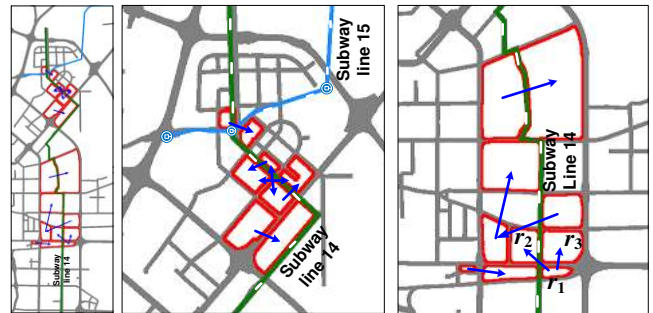 Subway
line 14
Subway
line 15
Subway
line 14
Subway
Line 14
r2
r3
r1